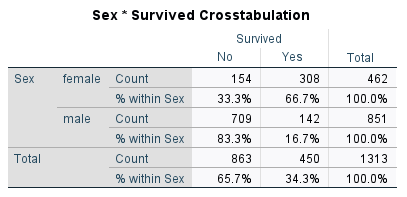 Sex * Survived Crosstabulation
Survived
No Yes Total
Sex female Count 154 308 462
% within Sex 33.3% 66.7% 100.0%
male Count 709 142 851
% within Sex 83.3% 16.7% 100.0%
Total Count 863 450 1313
% within Sex 65.7% 34.3% 100.0%